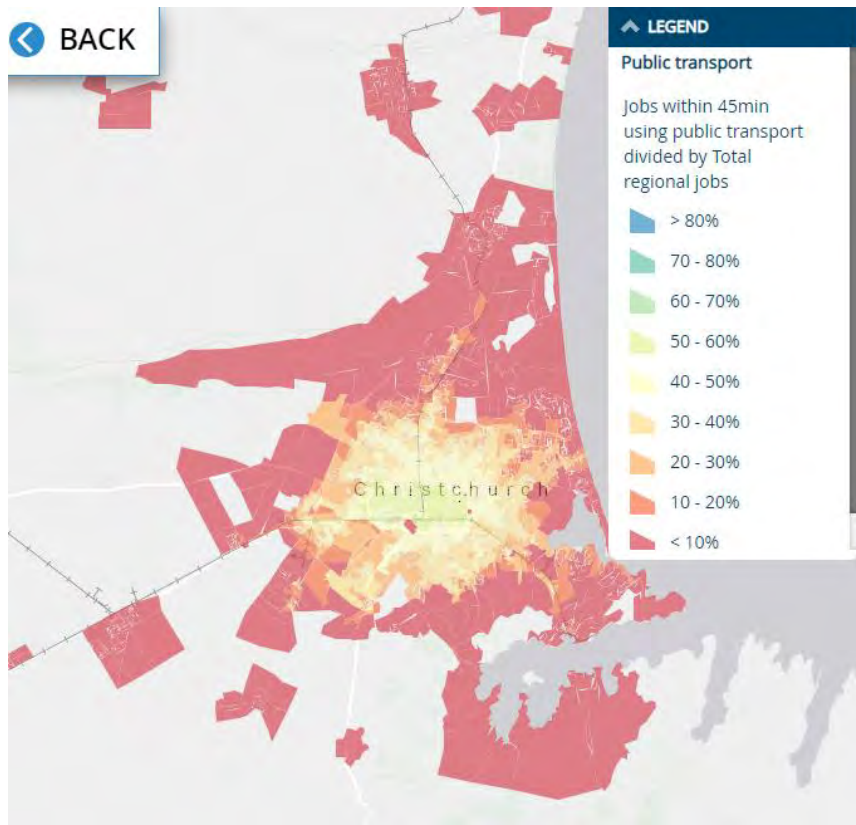 BACK
LEGEND
Public transport
Jobs within 45min
using public transport
divided by Total
regional jobs
> 80%
70 - 80%
60 - 70%
50 - 60%
40 - 50%
30 - 40%
20 - 30%
10 - 20%
< 10%
Christchurch